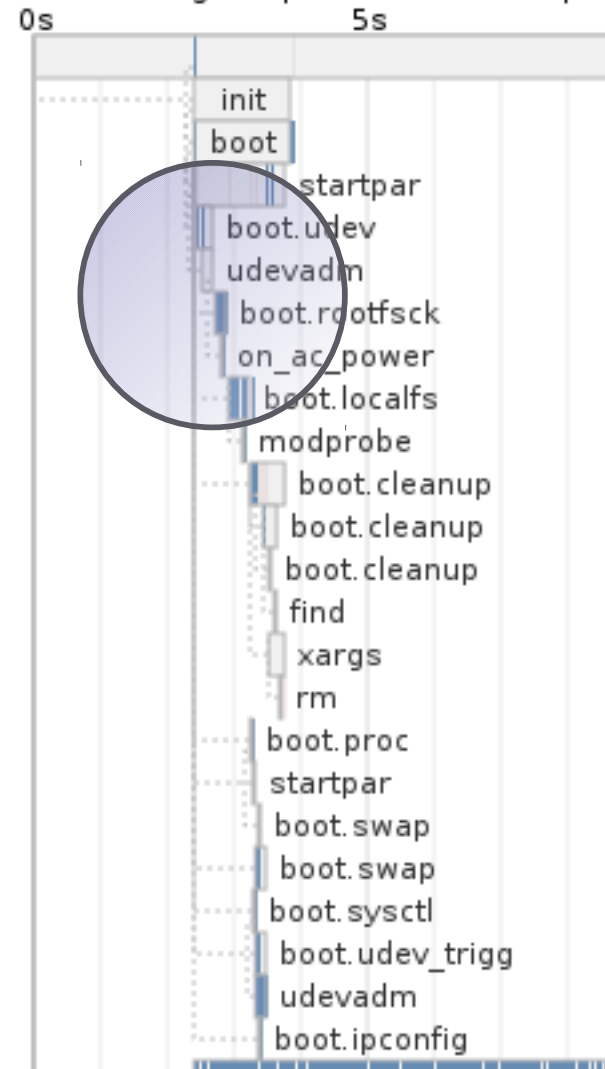 0s 5s
init
boot
startpar
boot.udev
udevadm
boot.rootfsck
on_ac_power
boot.localfs
modprobe
boot.cleanup
boot.cleanup
boot.cleanup
find
xargs
rm
boot.proc
startpar
boot.swap
boot.swap
boot.sysctl
boot.udev_trigg
udevadm
boot.ipconfig